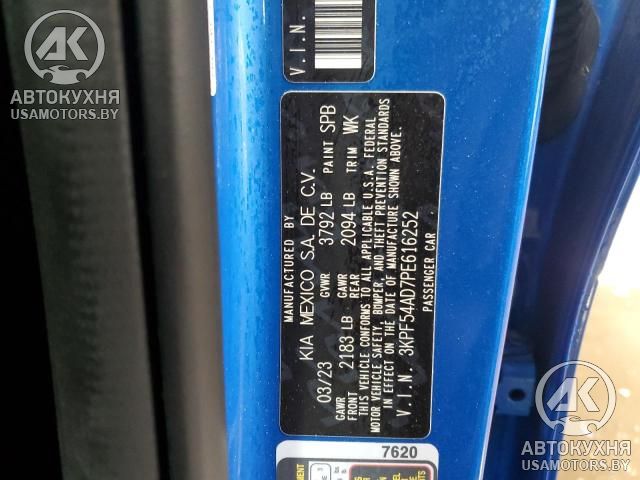 AK
АВТОКУХНЯ
USAMOTORS.BY
V.I.N.
MANUFACTURED BY
03/23 KIA MEXICO S.A. DE C.V.
GVWR 3792 LB PAINT SPB
GAWR FRONT 2183 LB GAWR REAR 2094 LB TRIM WK
THIS VEHICLE CONFORMS TO ALL APPLICABLE U.S.A. FEDERAL
MOTOR VEHICLE SAFETY, BUMPER, AND THEFT PREVENTION STANDARDS
IN EFFECT ON THE DATE OF MANUFACTURE SHOWN ABOVE.
V.I.N. 3KPF54AD7PE616252
PASSENGER CAR
7620
AK
АВТОКУХНЯ
USAMOTORS.BY